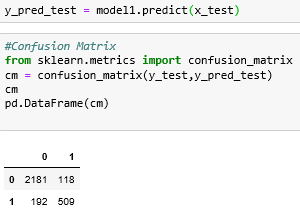 y_pred_test = model1.predict(x_test)
#Confusion Matrix
from sklearn.metrics import confusion_matrix
cm = confusion_matrix(y_test,y_pred_test)
cm
pd.DataFrame(cm)
0 1
0 2181 118
1 192 509